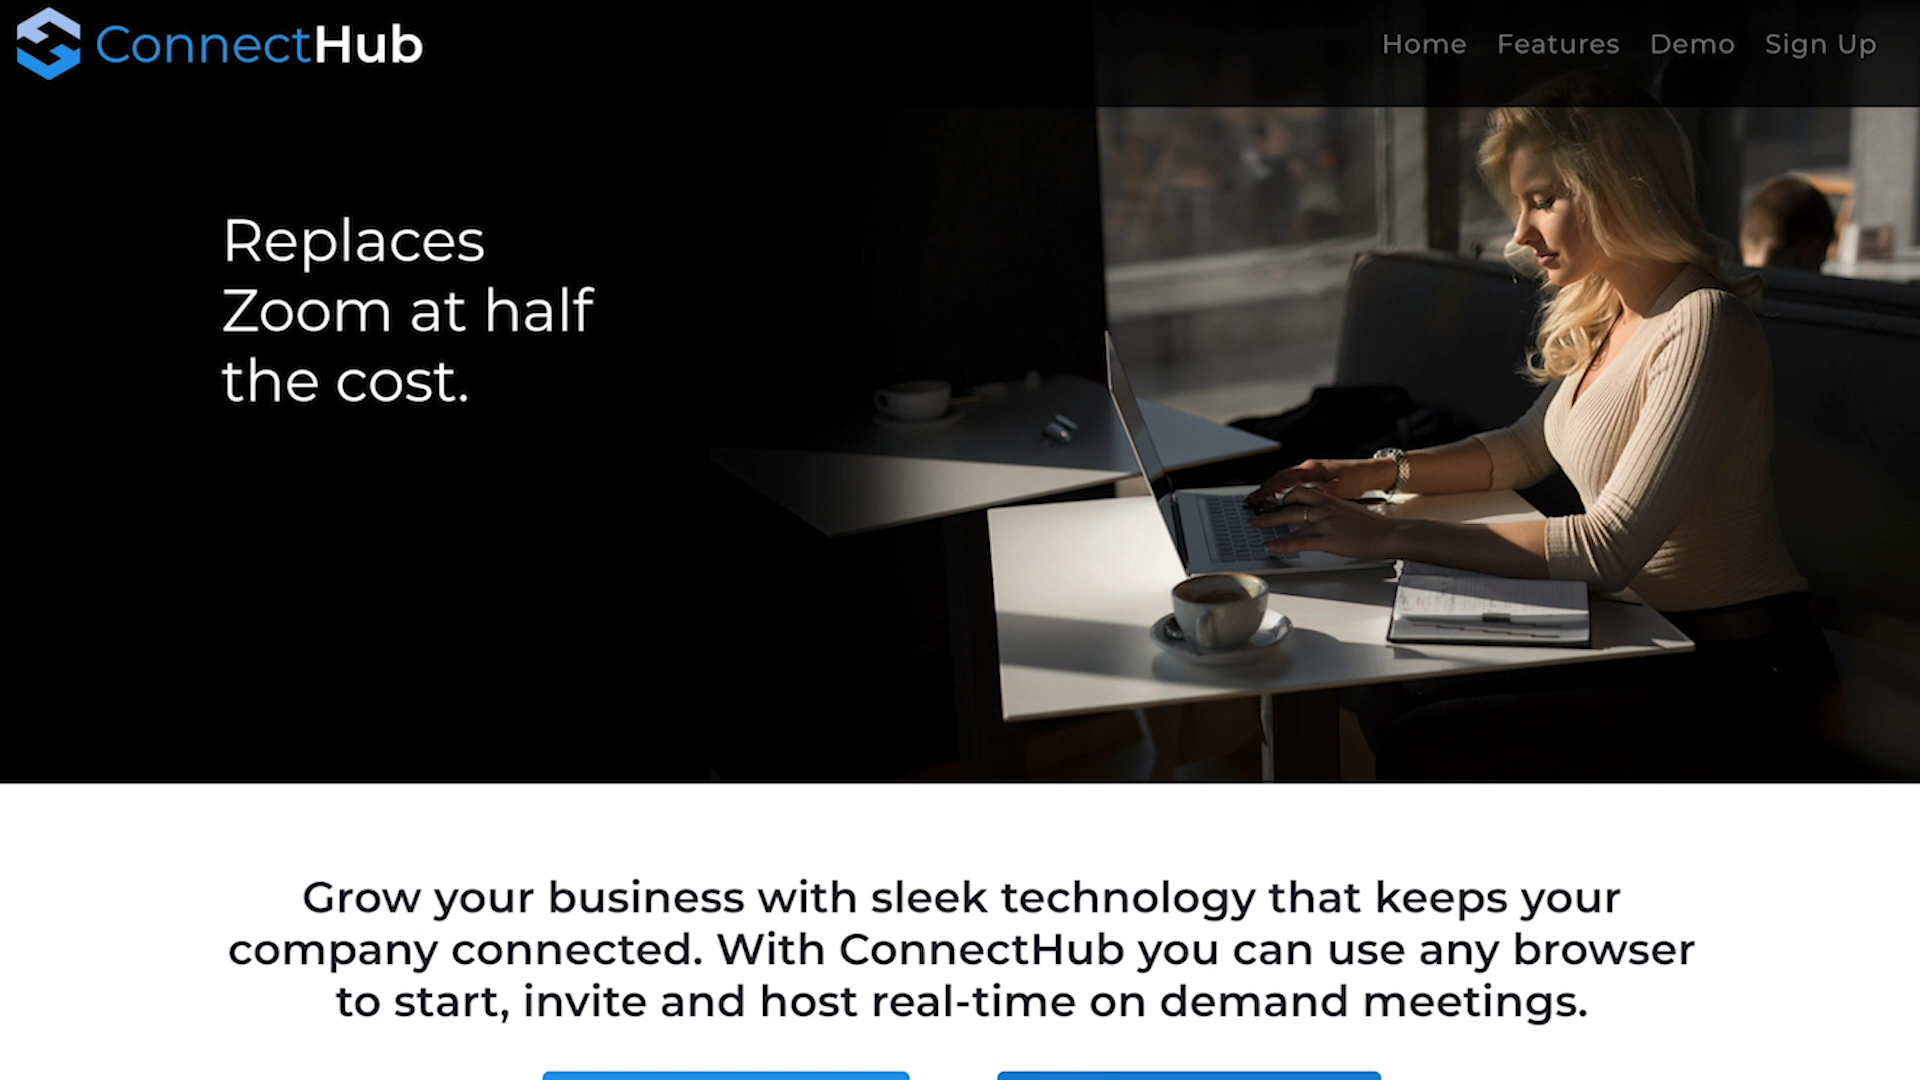 ConnectHub
Home Features Demo Sign Up
Replaces
Zoom at half
the cost.
Grow your business with sleek technology that keeps your
company connected. With ConnectHub you can use any browser
to start, invite and host real-time on demand meetings.